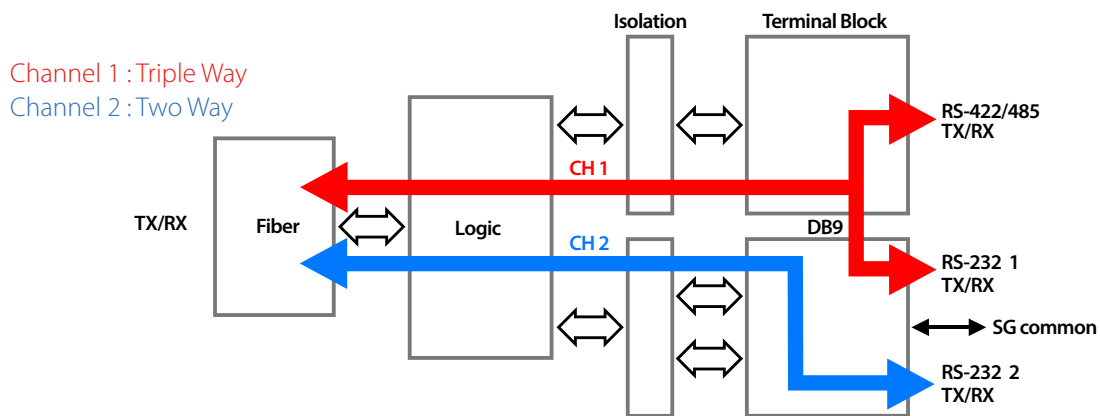 Isolation
Terminal Block
Channel 1 : Triple Way
Channel 2 : Two Way
RS-422/485
TX/RX
CH 1
TX/RX
Fiber
Logic
DB9
CH 2
RS-232 1
TX/RX
SG common
RS-232 2
TX/RX